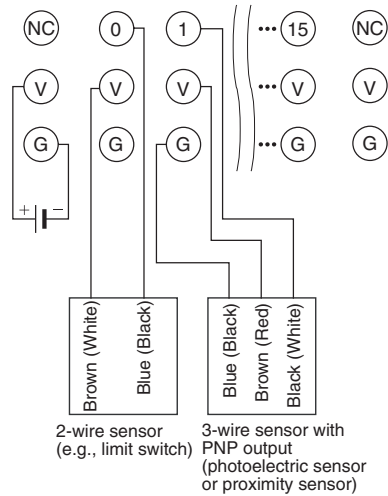 NC 0 1 ••• 15 NC
V V V ••• V V
G G G ••• G G
+ −
Brown (White)
Blue (Black)
Blue (Black)
Brown (Red)
Black (White)
2-wire sensor
(e.g., limit switch)
3-wire sensor with
PNP output
(photoelectric sensor
or proximity sensor)